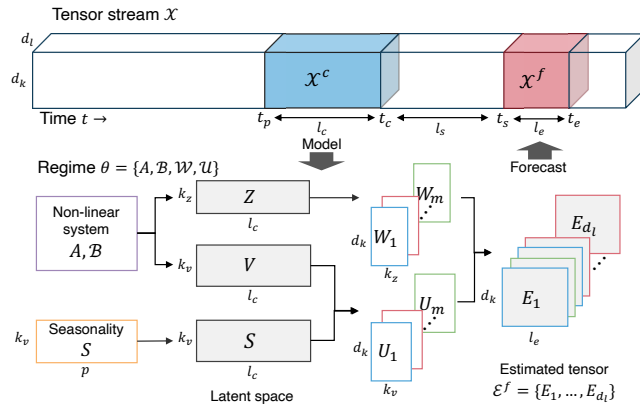 Tensor stream 𝒳
d_l
d_k
𝒳^c
𝒳^f
Time t →
t_p
l_c
t_c
l_s
t_s
l_e
t_e
Model
Forecast
Regime θ = {A, ℬ, 𝒲, 𝒰}
Non-linear
system
A, ℬ
k_z
Z
l_c
k_v
V
l_c
k_v
Seasonality
S
p
k_v
S
l_c
Latent space
W_m
d_k
W_1
k_z
U_m
d_k
U_1
k_v
E_{d_l}
d_k
E_1
l_e
Estimated tensor
ℰ^f = {E_1, …, E_{d_l}}